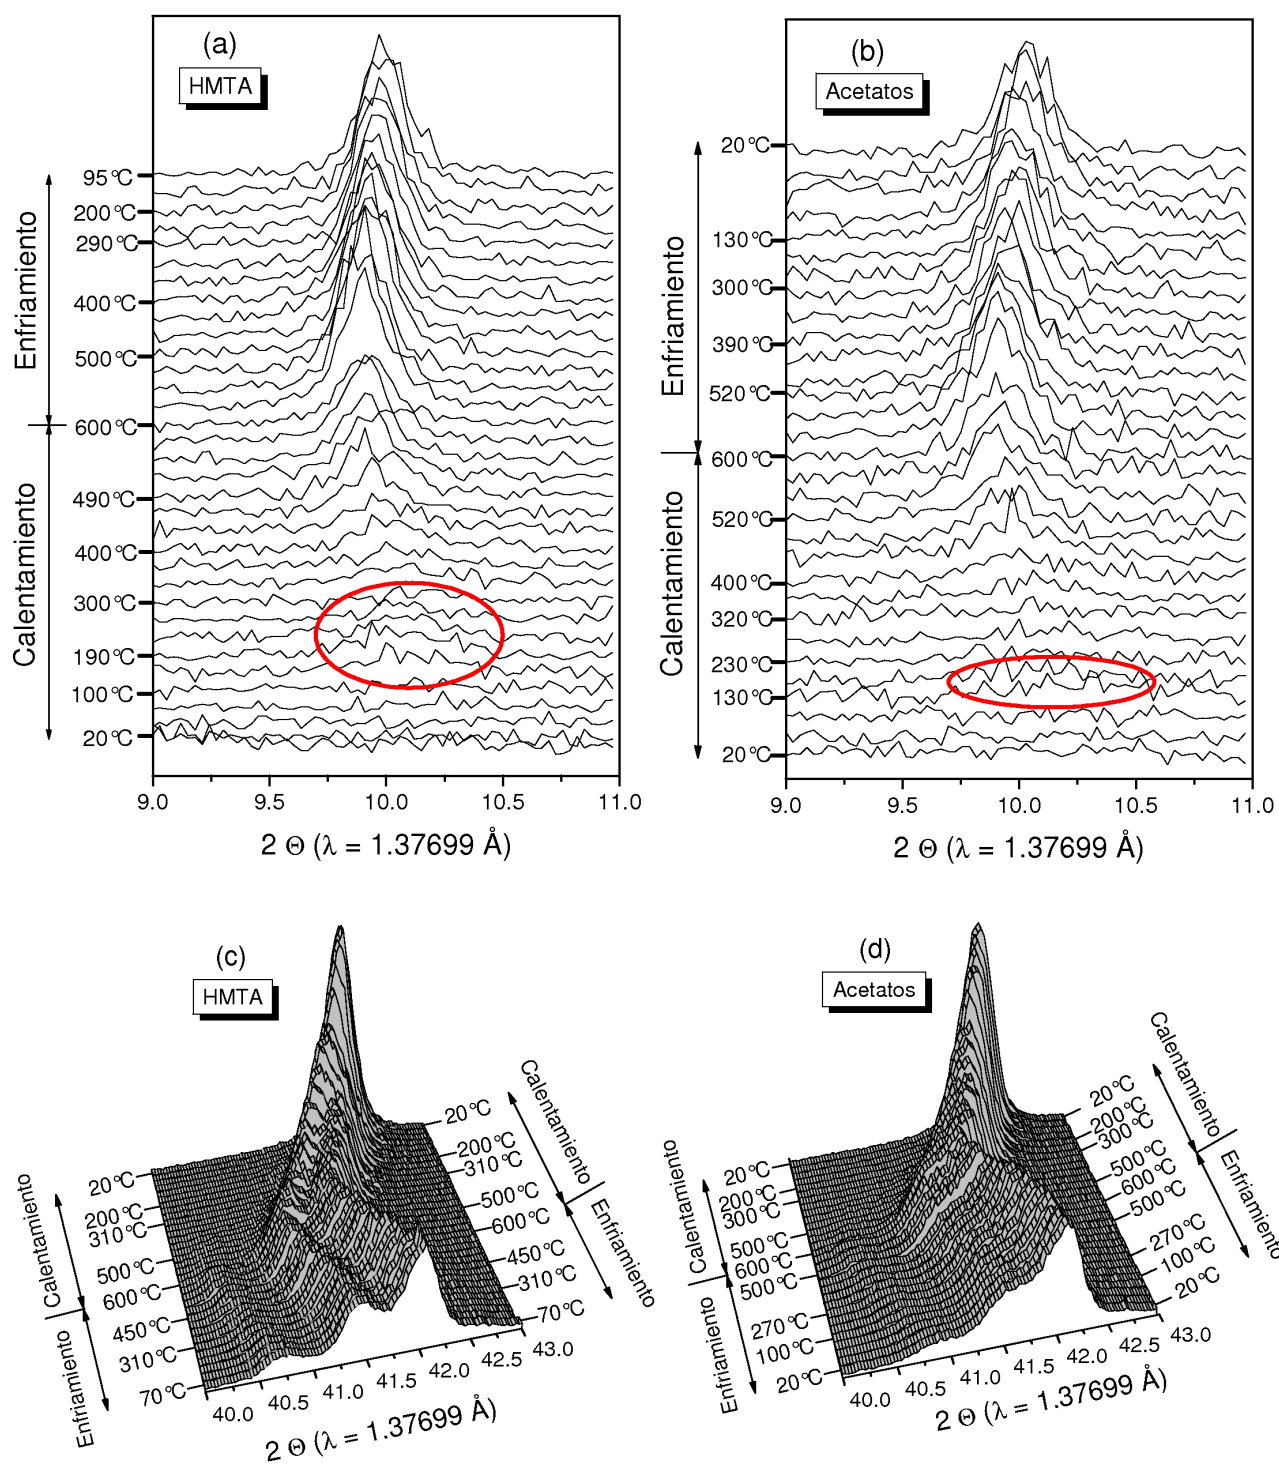 (a)
HMTA
95°C
200°C
290°C
400°C
500°C
600°C
490°C
400°C
300°C
190°C
100°C
20°C
Enfriamiento
Calentamiento
9.0 9.5 10.0 10.5 11.0
2 Θ (λ = 1.37699 Å)
(b)
Acetatos
20°C
130°C
300°C
390°C
520°C
600°C
520°C
400°C
320°C
230°C
130°C
20°C
Enfriamiento
Calentamiento
9.0 9.5 10.0 10.5 11.0
2 Θ (λ = 1.37699 Å)
(c)
HMTA
20°C
200°C
310°C
500°C
600°C
450°C
310°C
70°C
Calentamiento
Enfriamiento
20°C
200°C
310°C
500°C
600°C
450°C
310°C
70°C
Calentamiento
Enfriamiento
40.0 40.5 41.0 41.5 42.0 42.5 43.0
2 Θ (λ = 1.37699 Å)
(d)
Acetatos
20°C
200°C
300°C
500°C
600°C
500°C
270°C
100°C
20°C
Calentamiento
Enfriamiento
20°C
200°C
300°C
500°C
600°C
500°C
270°C
100°C
20°C
Calentamiento
Enfriamiento
40.0 40.5 41.0 41.5 42.0 42.5 43.0
2 Θ (λ = 1.37699 Å)